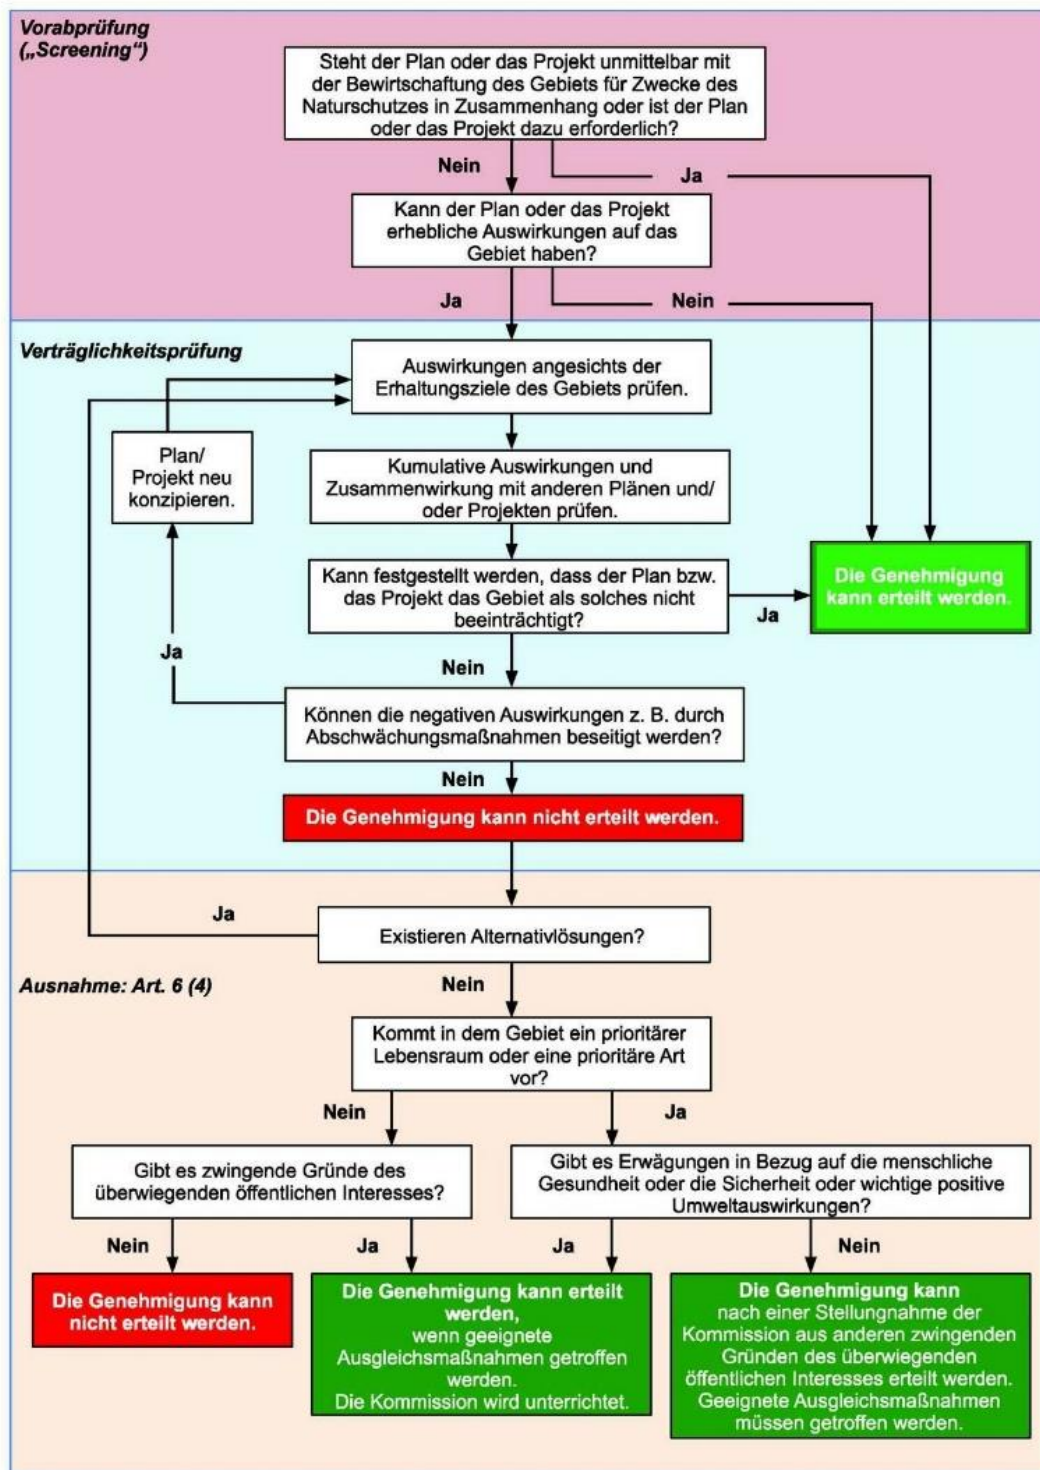 Vorabprüfung
(„Screening“)
Steht der Plan oder das Projekt unmittelbar mit
der Bewirtschaftung des Gebiets für Zwecke des
Naturschutzes in Zusammenhang oder ist der Plan
oder das Projekt dazu erforderlich?
Nein
Ja
Kann der Plan oder das Projekt
erhebliche Auswirkungen auf das
Gebiet haben?
Ja
Nein
Verträglichkeitsprüfung
Auswirkungen angesichts der
Erhaltungsziele des Gebiets prüfen.
Plan/
Projekt neu
konzipieren.
Kumulative Auswirkungen und
Zusammenwirkung mit anderen Plänen und/
oder Projekten prüfen.
Kann festgestellt werden, dass der Plan bzw.
das Projekt das Gebiet als solches nicht
beeinträchtigt?
Ja
Die Genehmigung
kann erteilt werden.
Nein
Ja
Können die negativen Auswirkungen z. B. durch
Abschwächungsmaßnahmen beseitigt werden?
Nein
Die Genehmigung kann nicht erteilt werden.
Ja
Existieren Alternativlösungen?
Ausnahme: Art. 6 (4)
Nein
Kommt in dem Gebiet ein prioritärer
Lebensraum oder eine prioritäre Art
vor?
Nein
Ja
Gibt es zwingende Gründe des
überwiegenden öffentlichen Interesses?
Gibt es Erwägungen in Bezug auf die menschliche
Gesundheit oder die Sicherheit oder wichtige positive
Umweltauswirkungen?
Nein
Ja
Ja
Nein
Die Genehmigung kann
nicht erteilt werden.
Die Genehmigung kann erteilt
werden,
wenn geeignete
Ausgleichsmaßnahmen getroffen
werden.
Die Kommission wird unterrichtet.
Die Genehmigung kann
nach einer Stellungnahme der
Kommission aus anderen zwingenden
Gründen des überwiegenden
öffentlichen Interesses erteilt werden.
Geeignete Ausgleichsmaßnahmen
müssen getroffen werden.